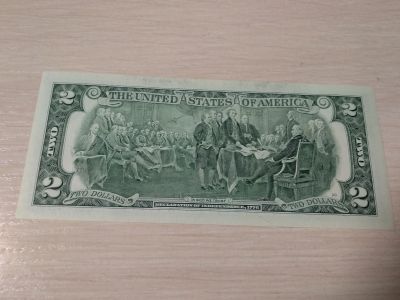 THE UNITED STATES OF AMERICA
2
2
TWO
TWO
2
2
TWO DOLLARS
TWO DOLLARS
DECLARATION OF INDEPENDENCE, 1776